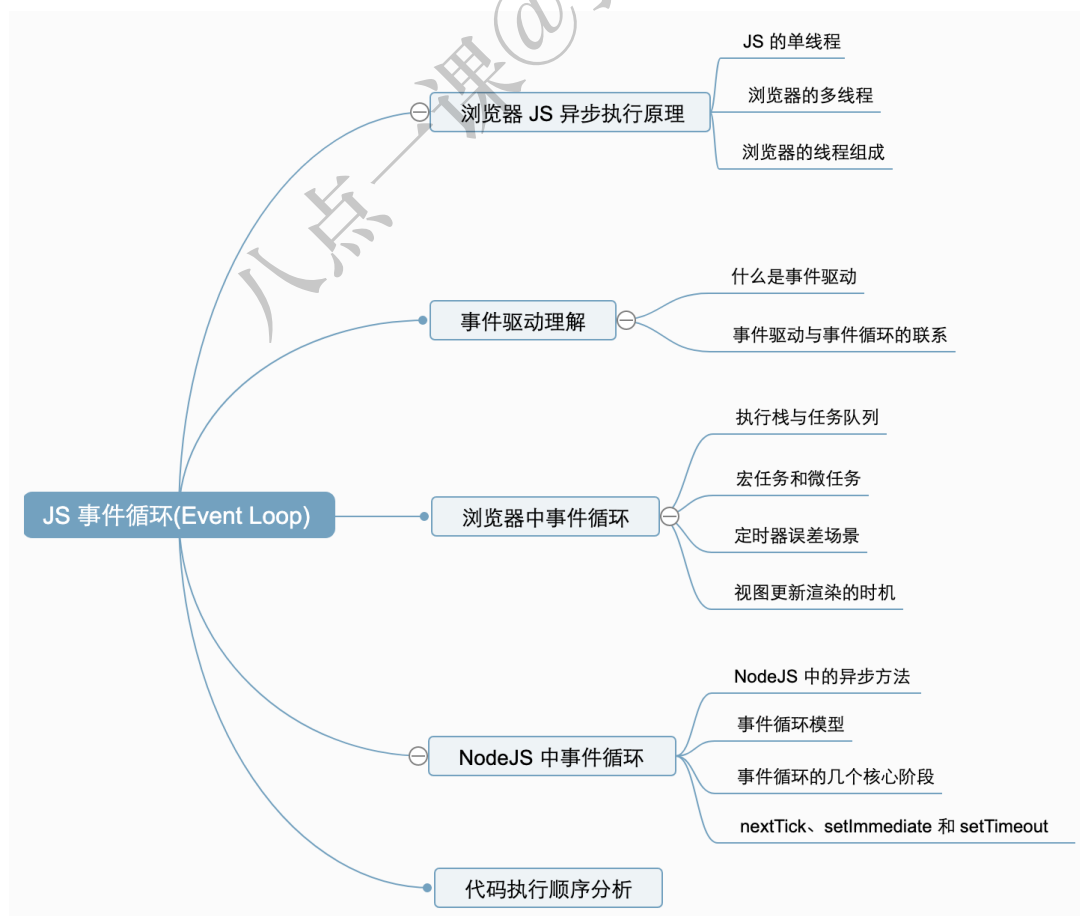 JS 的单线程
浏览器 JS 异步执行原理
浏览器的多线程
浏览器的线程组成
八点一课@
什么是事件驱动
事件驱动理解
事件驱动与事件循环的联系
执行栈与任务队列
宏任务和微任务
JS 事件循环(Event Loop)
浏览器中事件循环
定时器误差场景
视图更新渲染的时机
NodeJS 中的异步方法
事件循环模型
NodeJS 中事件循环
事件循环的几个核心阶段
nextTick、setImmediate 和 setTimeout
代码执行顺序分析